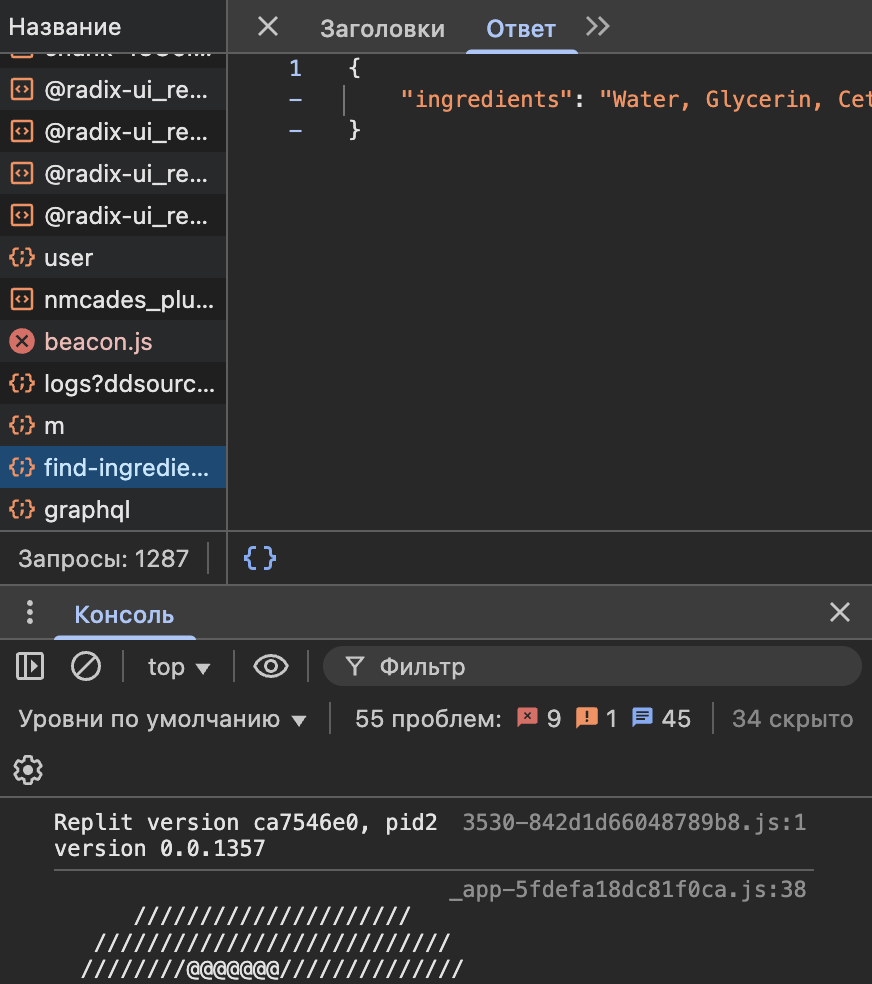 Название
Заголовки
Ответ
@radix-ui_re...
@radix-ui_re...
@radix-ui_re...
@radix-ui_re...
user
nmcades_plu...
beacon.js
logs?ddsourc...
m
find-ingredie...
graphql
1 {
- "ingredients": "Water, Glycerin, Cet
- }
Запросы: 1287
{ }
Консоль
top
Фильтр
Уровни по умолчанию
55 проблем: 9 1 45
34 скрыто
Replit version ca7546e0, pid2 3530-842d1d66048789b8.js:1
version 0.0.1357
_app-5fdefa18dc81f0ca.js:38
/////////////////////
///////////////////////////
////////@@@@@@@//////////////